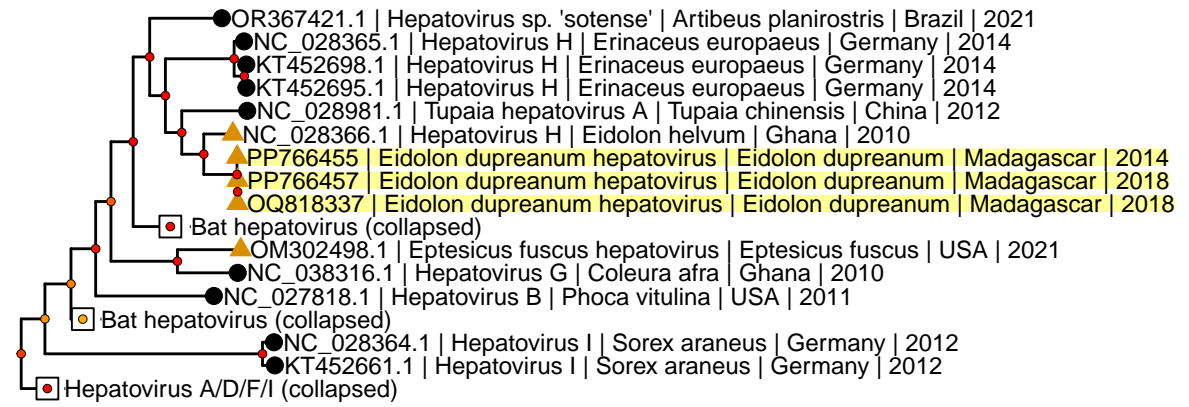 OR367421.1 | Hepatovirus sp. 'sotense' | Artibeus planirostris | Brazil | 2021
NC_028365.1 | Hepatovirus H | Erinaceus europaeus | Germany | 2014
KT452698.1 | Hepatovirus H | Erinaceus europaeus | Germany | 2014
KT452695.1 | Hepatovirus H | Erinaceus europaeus | Germany | 2014
NC_028981.1 | Tupaia hepatovirus A | Tupaia chinensis | China | 2012
NC_028366.1 | Hepatovirus H | Eidolon helvum | Ghana | 2010
PP766455 | Eidolon dupreanum hepatovirus | Eidolon dupreanum | Madagascar | 2014
PP766457 | Eidolon dupreanum hepatovirus | Eidolon dupreanum | Madagascar | 2018
OQ818337 | Eidolon dupreanum hepatovirus | Eidolon dupreanum | Madagascar | 2018
Bat hepatovirus (collapsed)
OM302498.1 | Eptesicus fuscus hepatovirus | Eptesicus fuscus | USA | 2021
NC_038316.1 | Hepatovirus G | Coleura afra | Ghana | 2010
NC_027818.1 | Hepatovirus B | Phoca vitulina | USA | 2011
Bat hepatovirus (collapsed)
NC_028364.1 | Hepatovirus I | Sorex araneus | Germany | 2012
KT452661.1 | Hepatovirus I | Sorex araneus | Germany | 2012
Hepatovirus A/D/F/I (collapsed)